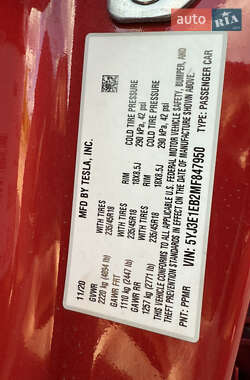 RIA
MFD BY TESLA, INC.
11/20
GVWR
2220 kg (4894 lb)
GAWR FRT WITH TIRES RIM COLD TIRE PRESSURE
1110 kg (2447 lb) 235/45R18 18X8.5J 290 kPa, 42 psi
GAWR RR WITH TIRES RIM COLD TIRE PRESSURE
1257 kg (2771 lb) 235/45R18 18X8.5J 290 kPa, 42 psi
THIS VEHICLE CONFORMS TO ALL APPLICABLE U.S. FEDERAL MOTOR VEHICLE SAFETY, BUMPER, AND
THEFT PREVENTION STANDARDS IN EFFECT ON THE DATE OF MANUFACTURE SHOWN ABOVE.
VIN: 5YJ3E1EB2MF847950 TYPE: PASSENGER CAR
PNT: PPMR